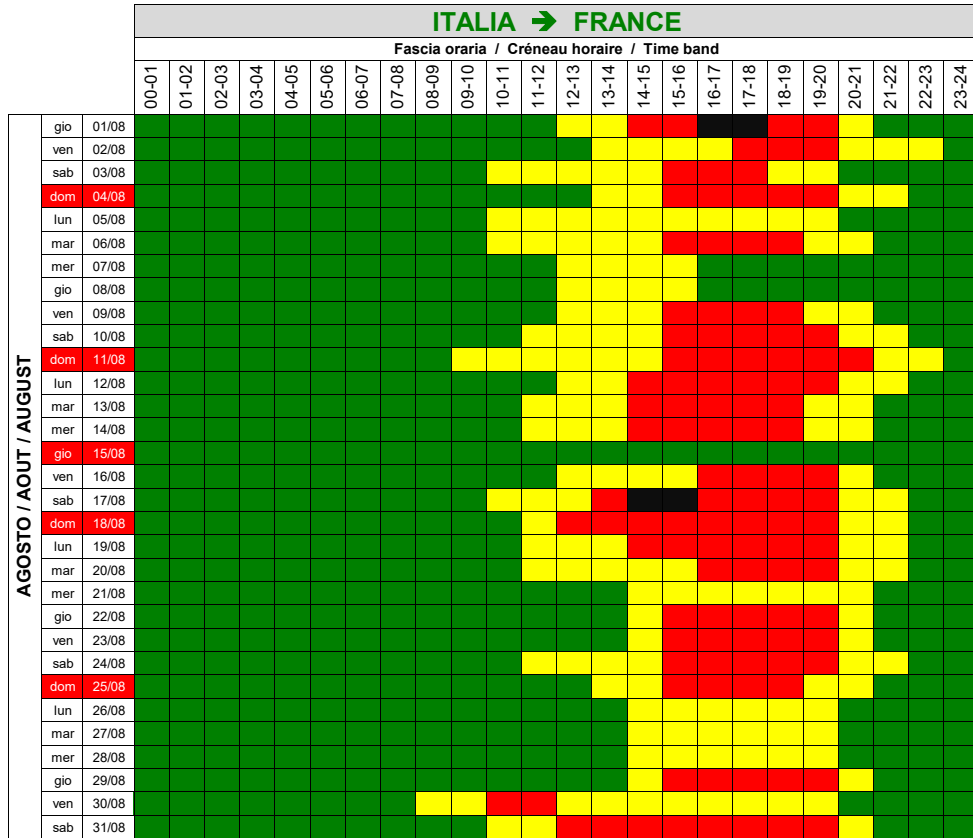 ITALIA ➔ FRANCE
Fascia oraria / Créneau horaire / Time band
00-01 01-02 02-03 03-04 04-05 05-06 06-07 07-08 08-09 09-10 10-11 11-12 12-13 13-14 14-15 15-16 16-17 17-18 18-19 19-20 20-21 21-22 22-23 23-24
AGOSTO / AOUT / AUGUST
gio 01/08
ven 02/08
sab 03/08
dom 04/08
lun 05/08
mar 06/08
mer 07/08
gio 08/08
ven 09/08
sab 10/08
dom 11/08
lun 12/08
mar 13/08
mer 14/08
gio 15/08
ven 16/08
sab 17/08
dom 18/08
lun 19/08
mar 20/08
mer 21/08
gio 22/08
ven 23/08
sab 24/08
dom 25/08
lun 26/08
mar 27/08
mer 28/08
gio 29/08
ven 30/08
sab 31/08